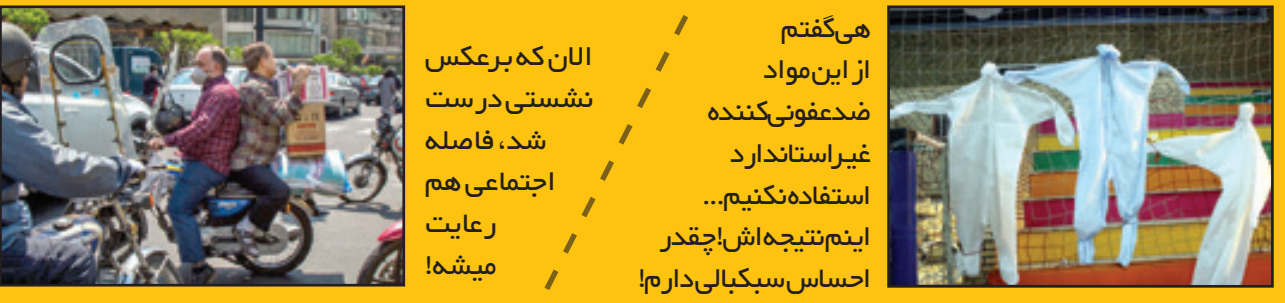 هی‌گفتم
از این‌مواد
ضدعفونی‌کننده
غیراستاندارد
استفاده‌نکنیم...
اینم‌نتیجه‌اش!چقدر
احساس‌سبکبالی‌دارم!
الان که برعکس
نشستی درست
شد، فاصله
اجتماعی هم
رعایت
میشه!